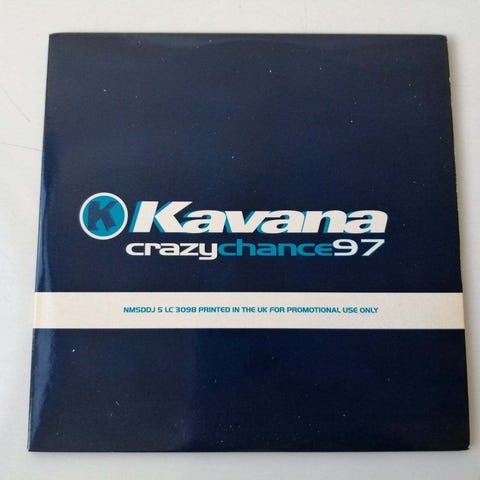 K Kavana
crazychance97
NMSDDJ 5 LC 3098 PRINTED IN THE UK FOR PROMOTIONAL USE ONLY